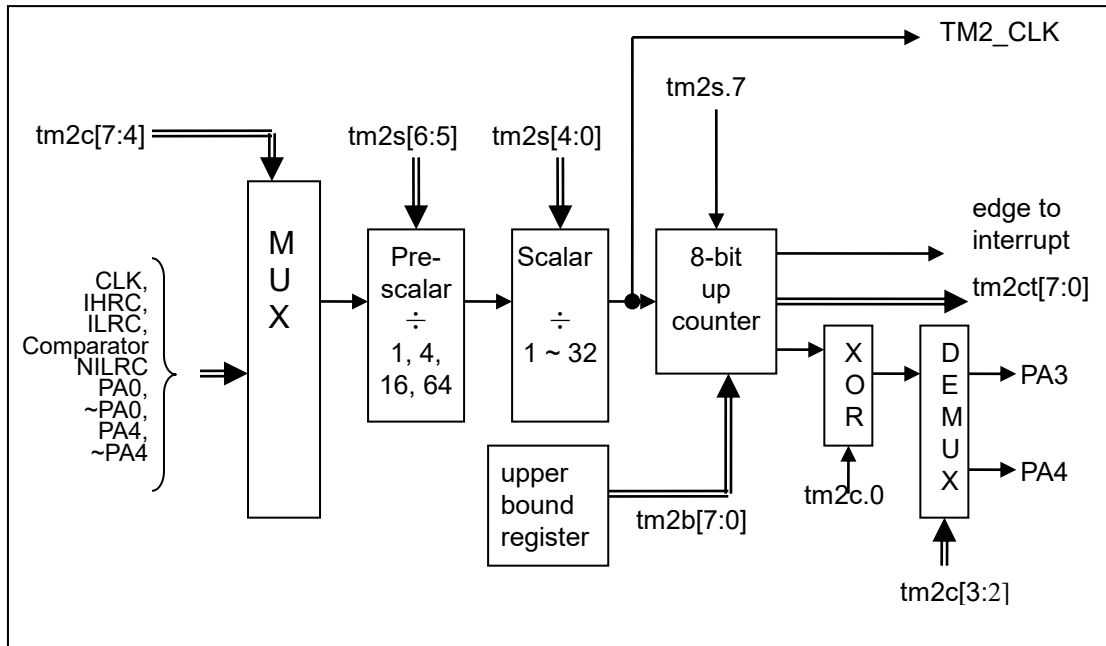 TM2_CLK
tm2s.7
tm2c[7:4]
tm2s[6:5]
tm2s[4:0]
M
U
X
Pre-
scalar
÷
1, 4,
16, 64
Scalar
÷
1 ~ 32
8-bit
up
counter
edge to
interrupt
tm2ct[7:0]
CLK,
IHRC,
ILRC,
Comparator
NILRC
PA0,
~PA0,
PA4,
~PA4
X
O
R
D
E
M
U
X
PA3
PA4
upper
bound
register
tm2b[7:0]
tm2c.0
tm2c[3:2]